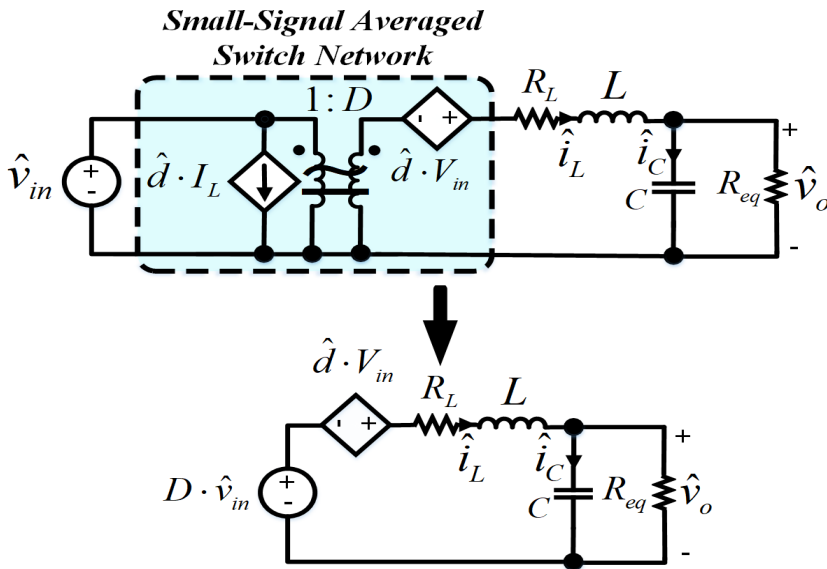 Small-Signal Averaged
Switch Network
1 : D
R_L
L
+
-
+
+
-
v̂_in
d̂ · I_L
d̂ · V_in
î_L
î_C
C
R_eq
v̂_o
-
d̂ · V_in
R_L
L
-
+
+
+
-
D · v̂_in
î_L
î_C
C
R_eq
v̂_o
-